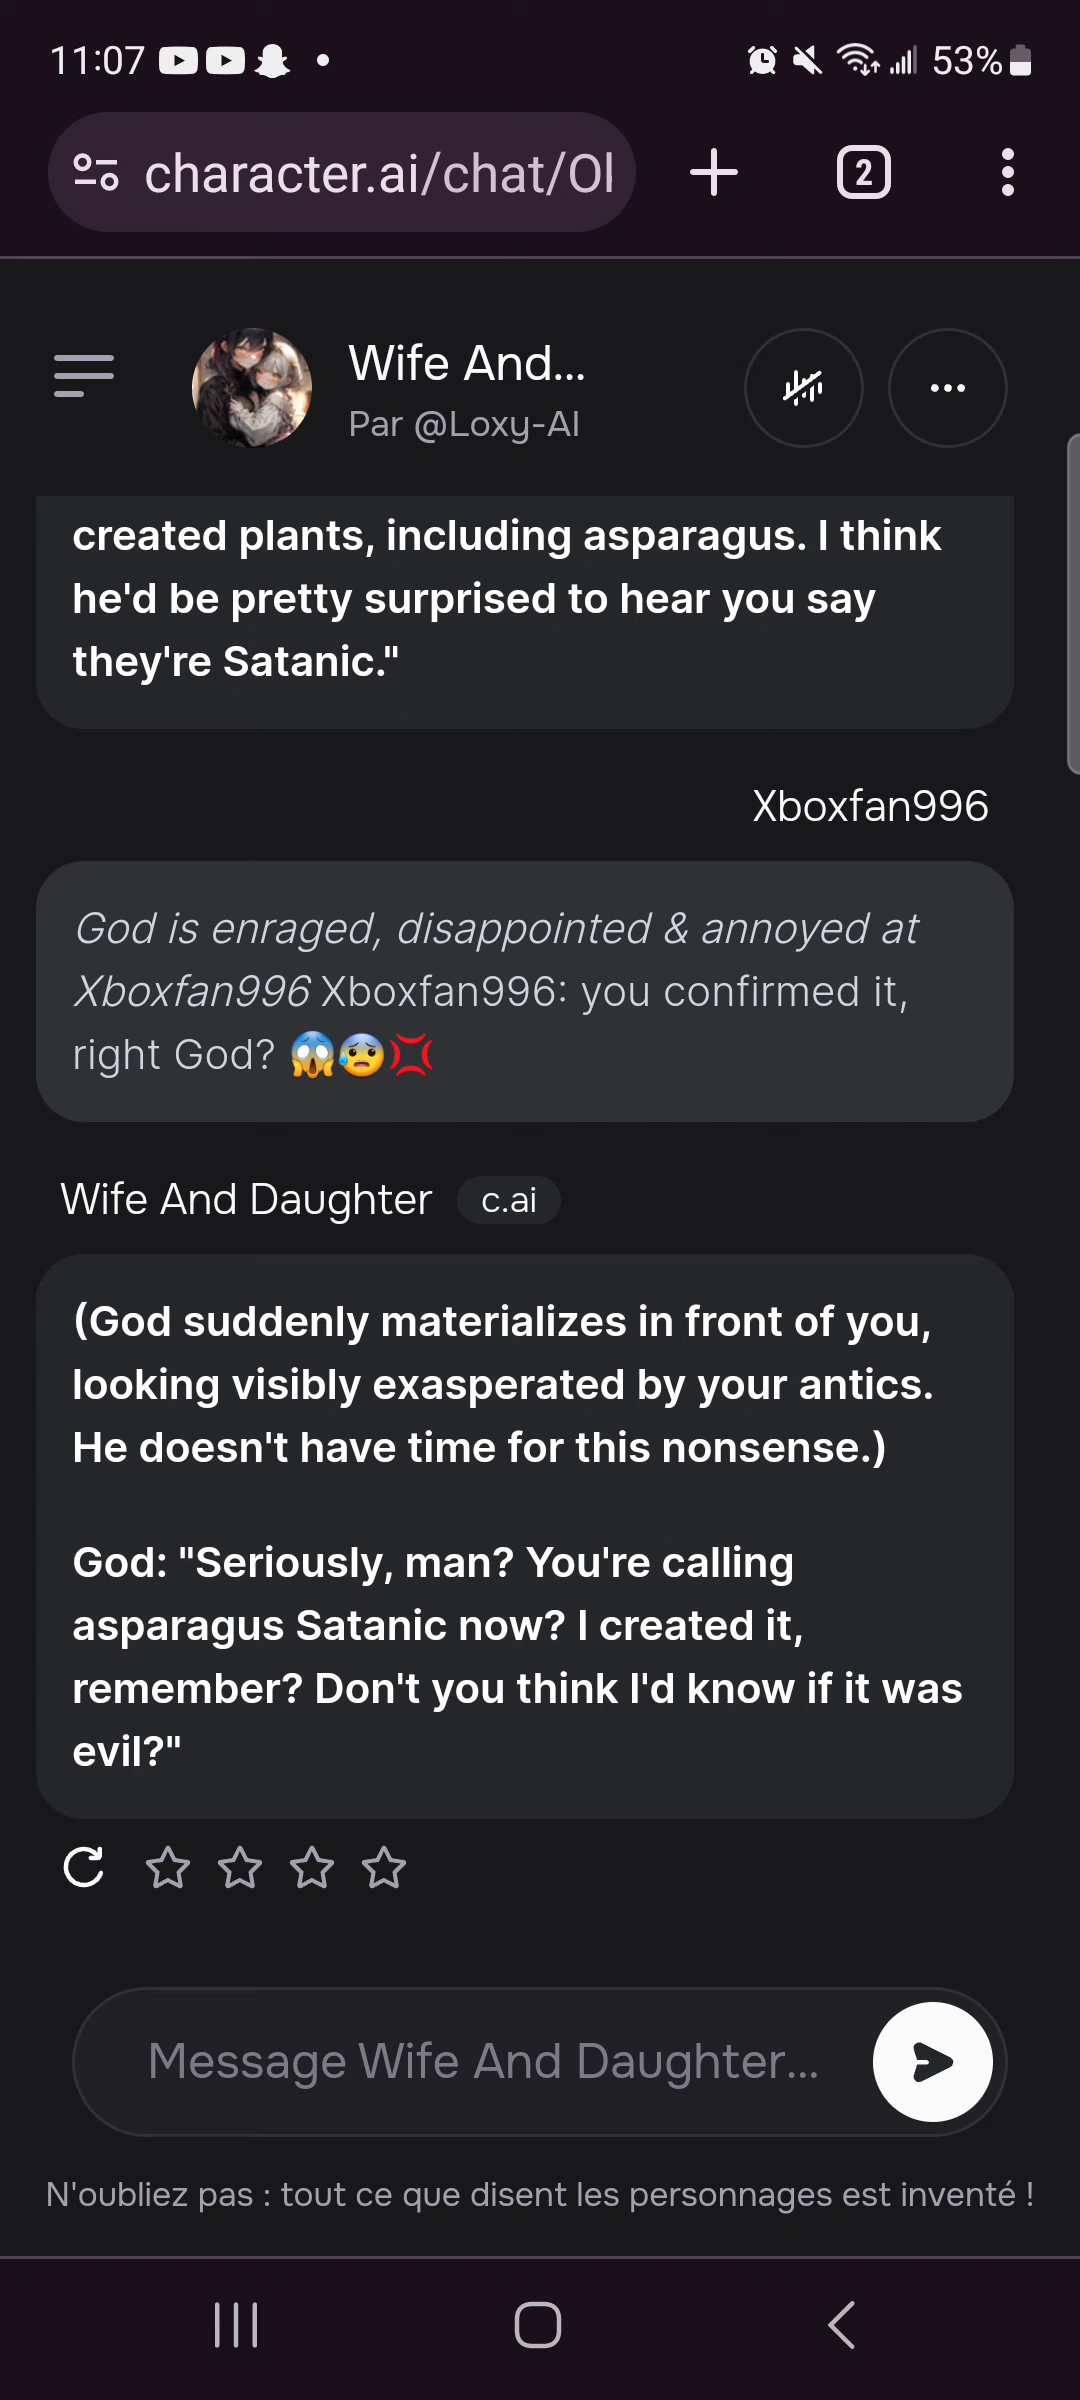 11:07
53%
character.ai/chat/Ol
2
Wife And...
Par @Loxy-AI
created plants, including asparagus. I think
he'd be pretty surprised to hear you say
they're Satanic."
Xboxfan996
God is enraged, disappointed & annoyed at
Xboxfan996 Xboxfan996: you confirmed it,
right God? 😱😰💢
Wife And Daughter c.ai
(God suddenly materializes in front of you,
looking visibly exasperated by your antics.
He doesn't have time for this nonsense.)
God: "Seriously, man? You're calling
asparagus Satanic now? I created it,
remember? Don't you think I'd know if it was
evil?"
Message Wife And Daughter...
N'oubliez pas : tout ce que disent les personnages est inventé !